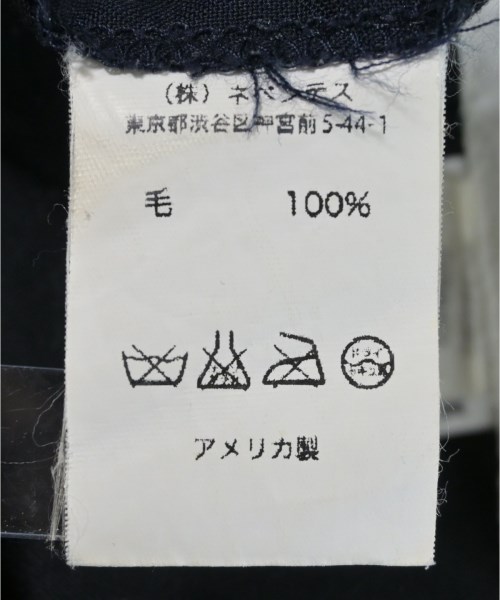 (株) ネペンテス
東京都渋谷区神宮前5-44-1
毛 100%
ドライ
アメリカ製